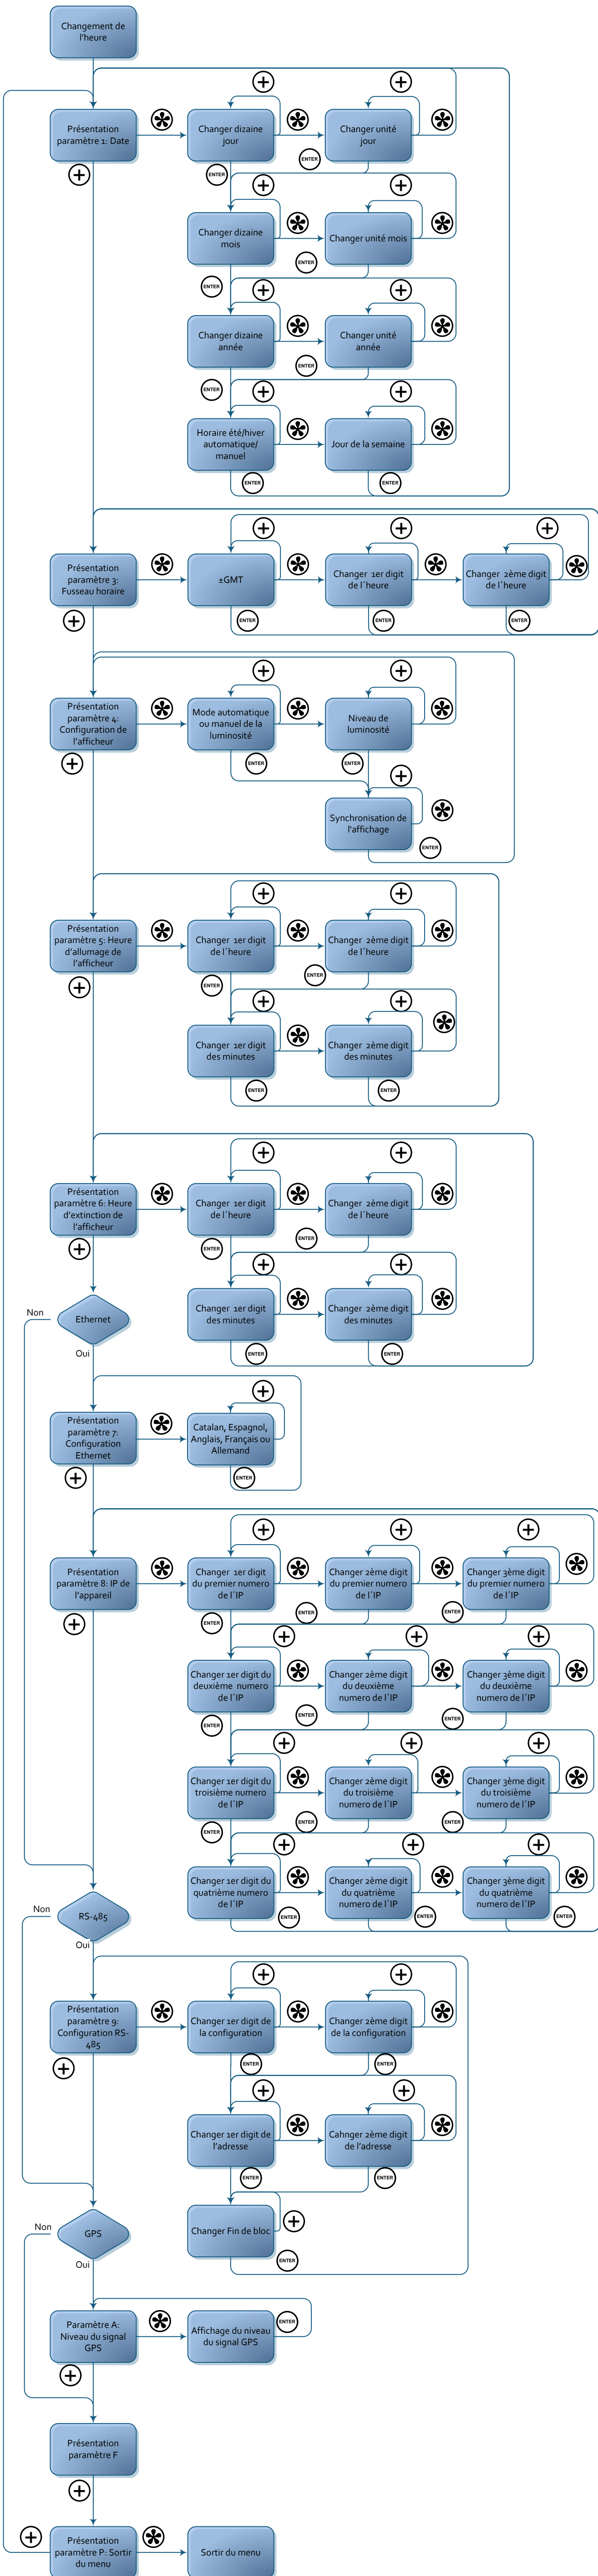 Changement de
l'heure
Présentation
paramètre 1: Date
Changer dizaine
jour
Changer unité
jour
ENTER
ENTER
Changer dizaine
mois
Changer unité mois
ENTER
ENTER
Changer dizaine
année
Changer unité
année
ENTER
ENTER
Horaire été/hiver
automatique/
manuel
Jour de la semaine
ENTER
ENTER
Présentation
paramètre 3:
Fusseau horaire
±GMT
Changer 1er digit
de l´heure
Changer 2ème digit
de l´heure
ENTER
ENTER
ENTER
Présentation
paramètre 4:
Configuration de
l'afficheur
Mode automatique
ou manuel de la
luminosité
Niveau de
luminosité
ENTER
ENTER
Synchronisation de
l'affichage
ENTER
Présentation
paramètre 5: Heure
d'allumage de
l'afficheur
Changer 1er digit
de l´heure
Changer 2ème digit
de l´heure
ENTER
ENTER
Changer 1er digit
des minutes
Changer 2ème digit
des minutes
ENTER
ENTER
Présentation
paramètre 6: Heure
d'extinction de
l'afficheur
Changer 1er digit
de l´heure
Changer 2ème digit
de l´heure
ENTER
ENTER
Changer 1er digit
des minutes
Changer 2ème digit
des minutes
ENTER
ENTER
Non
Ethernet
Oui
Présentation
paramètre 7:
Configuration
Ethernet
Catalan, Espagnol,
Anglais, Français ou
Allemand
ENTER
Présentation
paramètre 8: IP de
l'appareil
Changer 1er digit
du premier numero
de l´IP
Changer 2ème digit
du premier numero
de l´IP
Changer 3ème digit
du premier numero
de l´IP
ENTER
ENTER
ENTER
Changer 1er digit du
deuxième numero
de l´IP
Changer 2ème digit
du deuxième
numero de l´IP
Changer 3ème digit
du deuxième
numero de l´IP
ENTER
ENTER
ENTER
Changer 1er digit du
troisième numero
de l´IP
Changer 2ème digit
du troisième
numero de l´IP
Changer 3ème digit
du troisième
numero de l´IP
ENTER
ENTER
ENTER
Changer 1er digit du
quatrième numero
de l´IP
Changer 2ème digit
du quatrième
numero de l´IP
Changer 3ème digit
du quatrième
numero de l´IP
ENTER
ENTER
ENTER
Non
RS-485
Oui
Présentation
paramètre 9:
Configuration RS-
485
Changer 1er digit de
la configuration
Changer 2ème digit
de la configuration
ENTER
ENTER
Changer 1er digit de
l'adresse
Cahnger 2ème digit
de l'adresse
ENTER
ENTER
Changer Fin de bloc
ENTER
Non
GPS
Oui
Paramètre A:
Niveau du signal
GPS
Affichage du niveau
du signal GPS
ENTER
Présentation
paramètre F
Présentation
paramètre P: Sortir
du menu
Sortir du menu